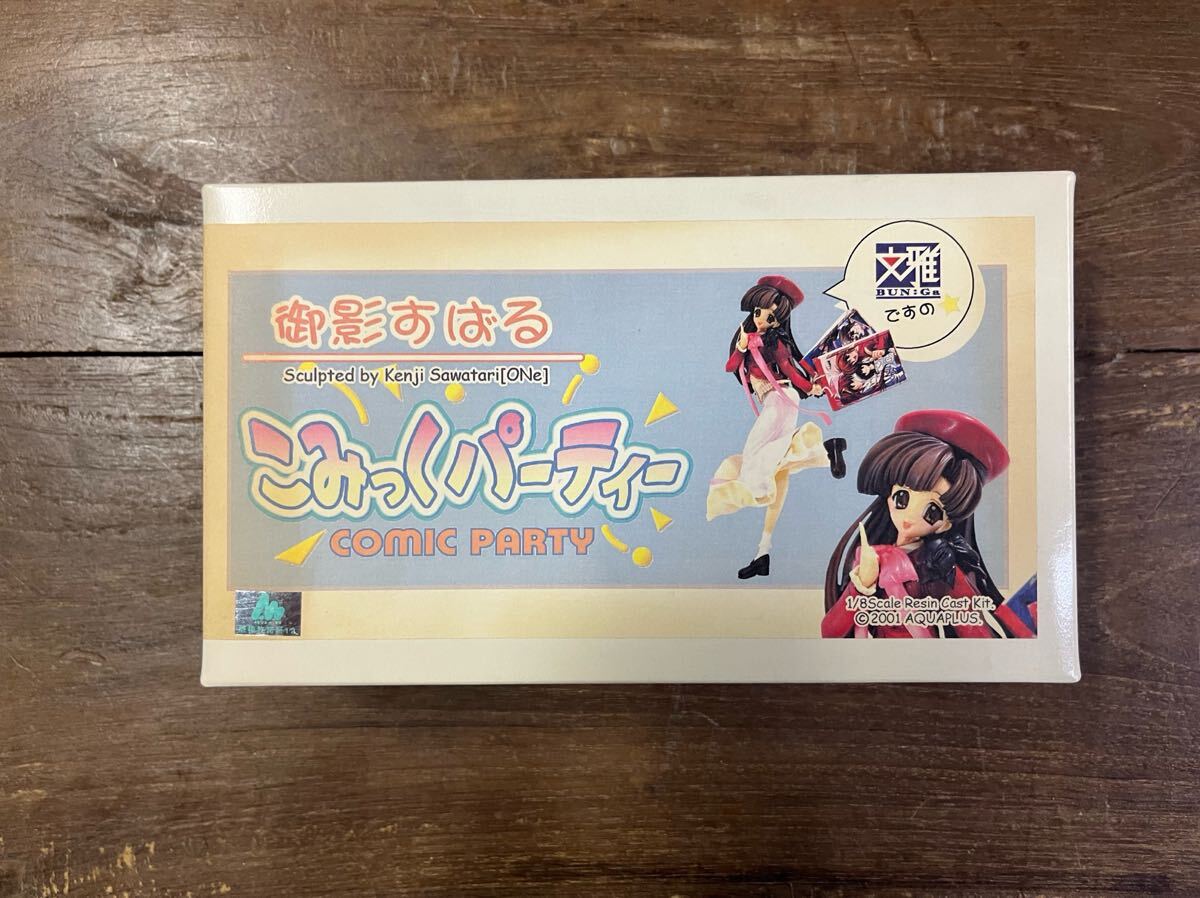 御影すばる
Sculpted by Kenji Sawatari[ONe]
こみっくパーティー
COMIC PARTY
文雅
BUN:Ga
ですの
1/8Scale Resin Cast Kit.
©2001 AQUAPLUS.